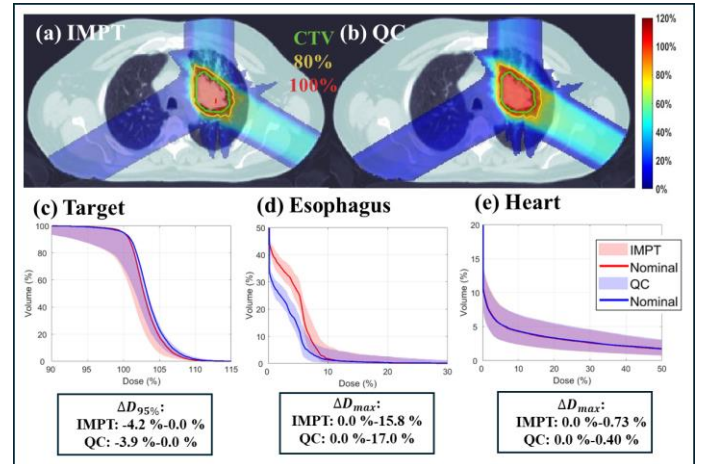 (a) IMPT
CTV
80%
100%
(b) QC
120%
100%
80%
60%
40%
20%
0%
(c) Target
(d) Esophagus
(e) Heart
Volume (%)
100
80
60
40
20
0
90
95
100
105
110
115
Dose (%)
Volume (%)
50
40
30
20
10
0
0
10
20
30
Dose (%)
Volume (%)
20
15
10
5
0
0
10
20
30
40
50
Dose (%)
IMPT
Nominal
QC
Nominal
ΔD95%:
IMPT: -4.2 %-0.0 %
QC: -3.9 %-0.0 %
ΔDmax:
IMPT: 0.0 %-15.8 %
QC: 0.0 %-17.0 %
ΔDmax:
IMPT: 0.0 %-0.73 %
QC: 0.0 %-0.40 %